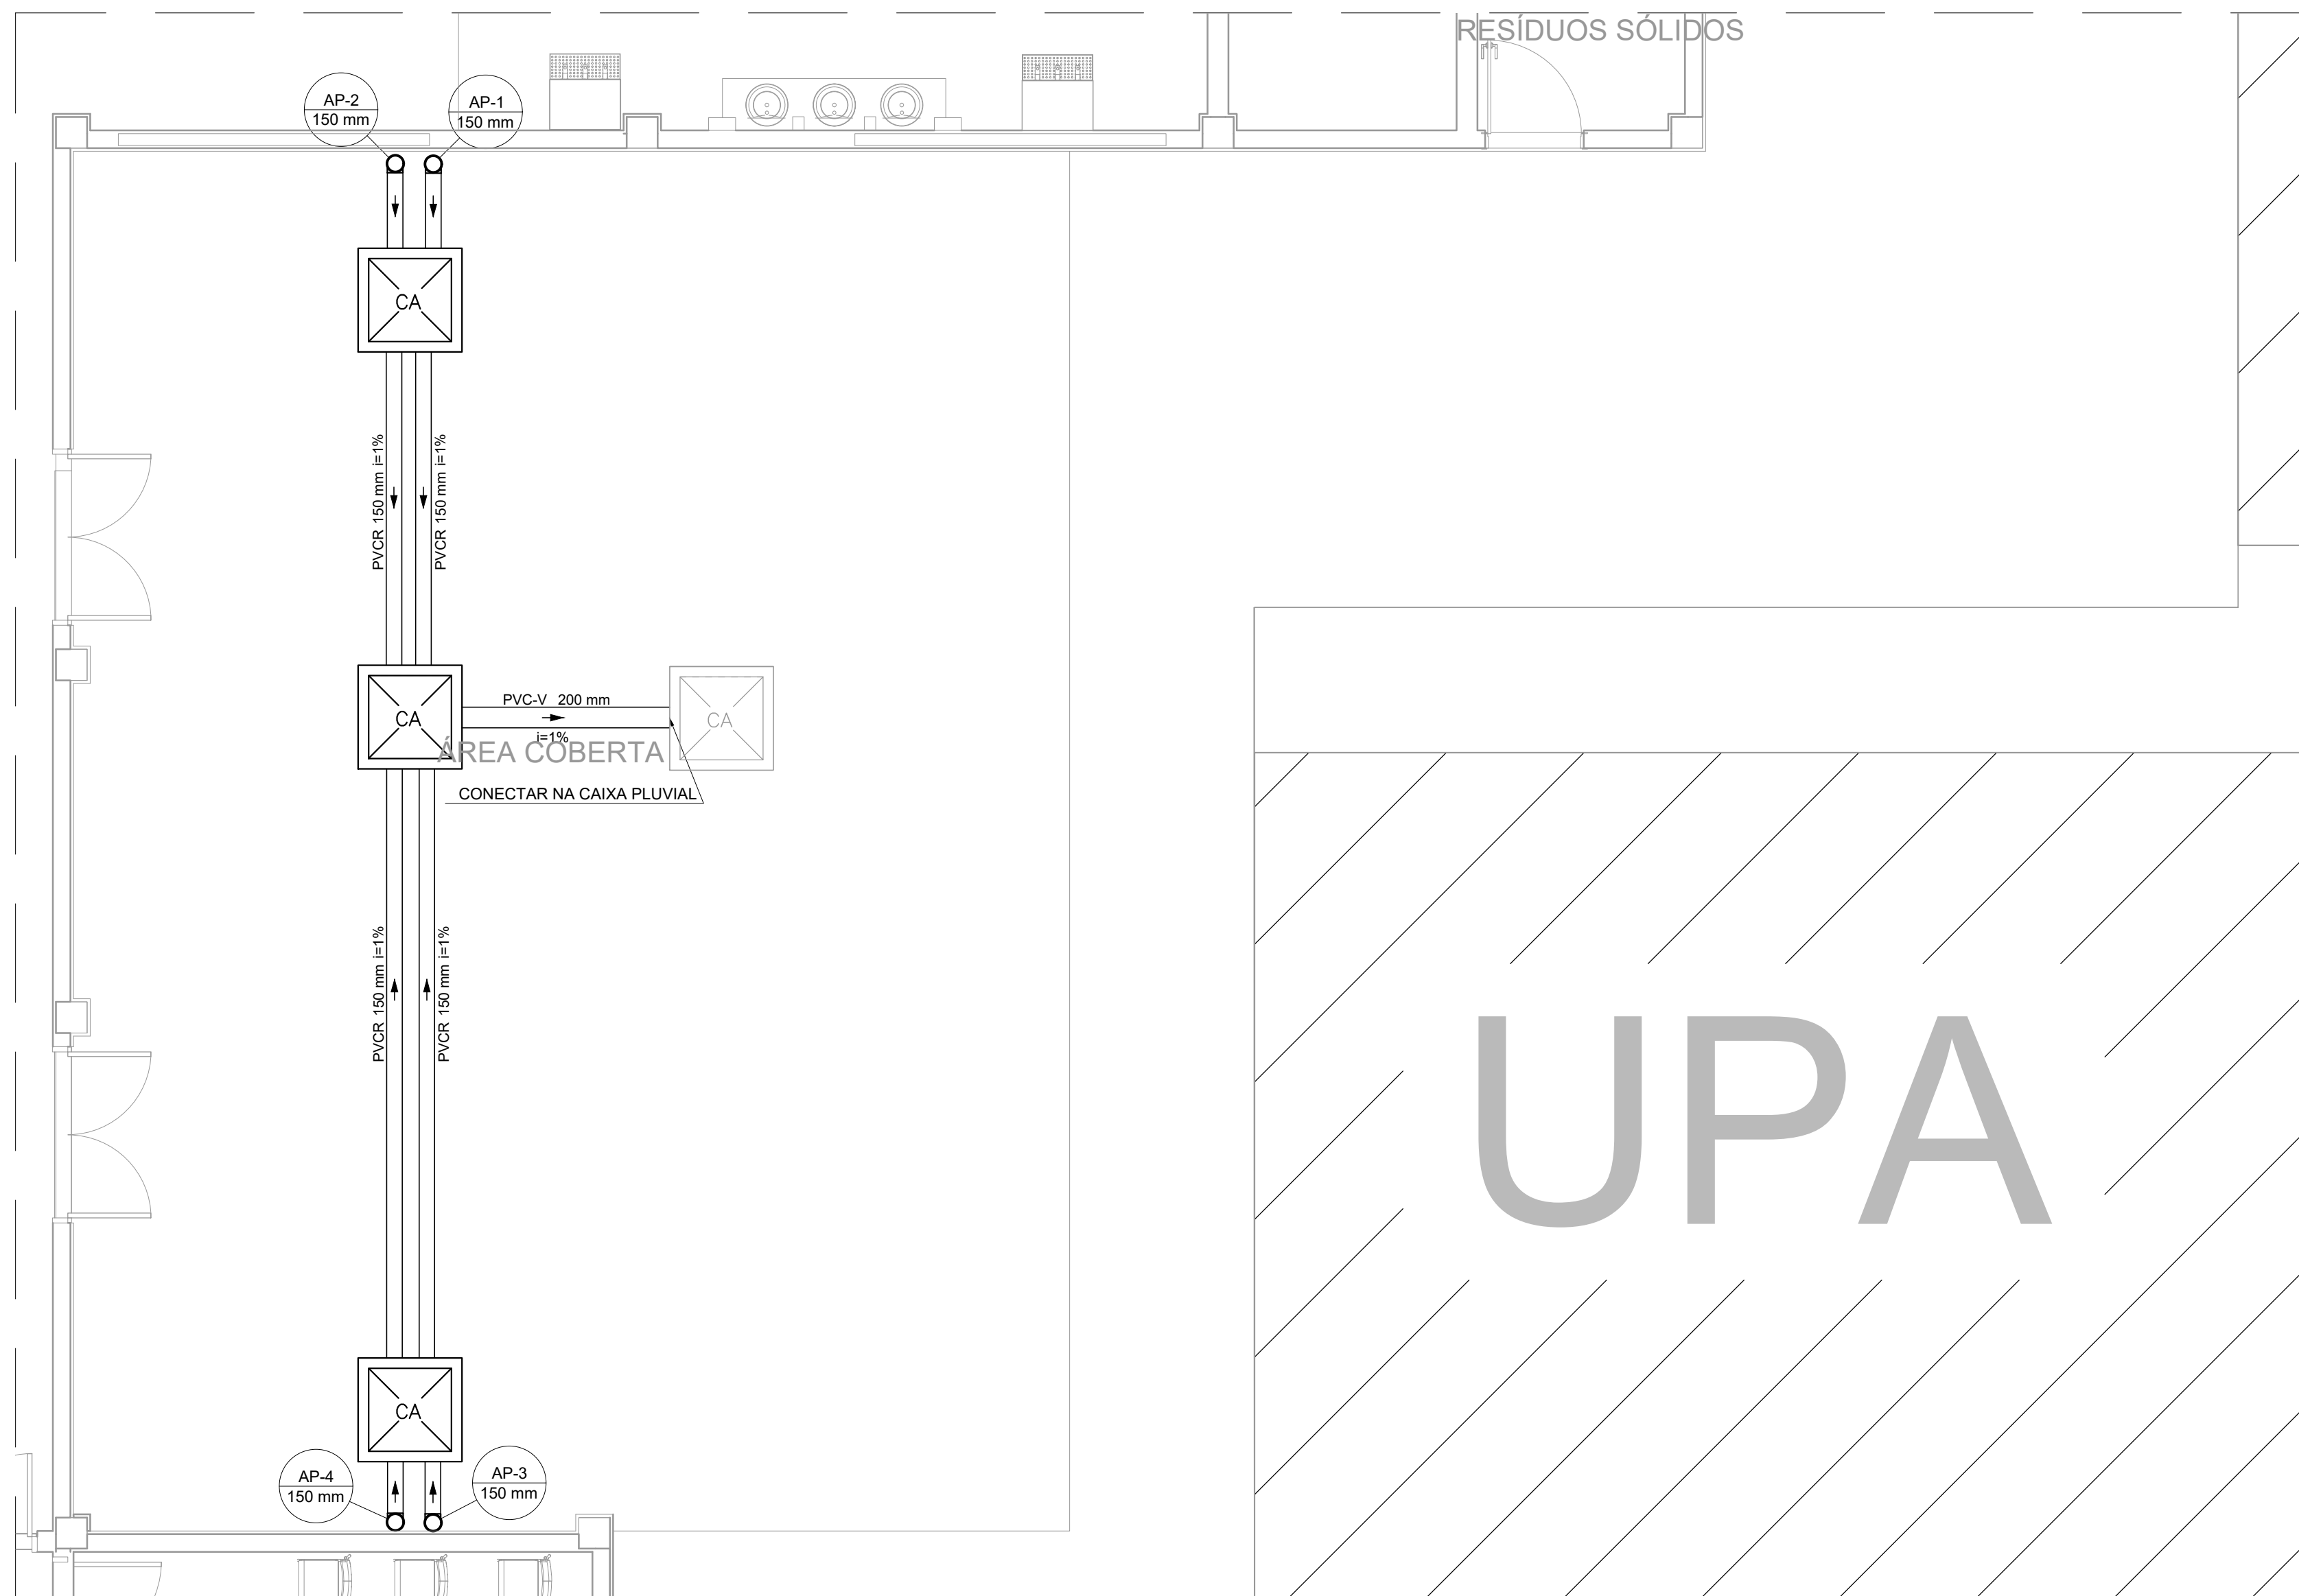 RESÍDUOS SÓLIDOS
AP-2
150 mm
AP-1
150 mm
CA
PVCR 150 mm i=1%
PVCR 150 mm i=1%
CA
PVC-V 200 mm
i=1%
CA
ÁREA COBERTA
CONECTAR NA CAIXA PLUVIAL
PVCR 150 mm i=1%
PVCR 150 mm i=1%
UPA
CA
AP-4
150 mm
AP-3
150 mm